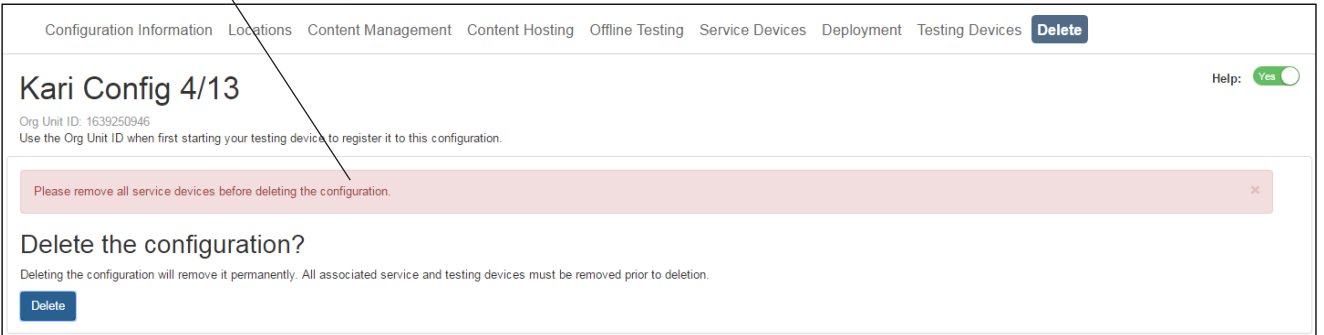 Configuration Information Locations Content Management Content Hosting Offline Testing Service Devices Deployment Testing Devices Delete
Kari Config 4/13
Help: Yes
Org Unit ID: 1639250946
Use the Org Unit ID when first starting your testing device to register it to this configuration.
Please remove all service devices before deleting the configuration. ×
Delete the configuration?
Deleting the configuration will remove it permanently. All associated service and testing devices must be removed prior to deletion.
Delete